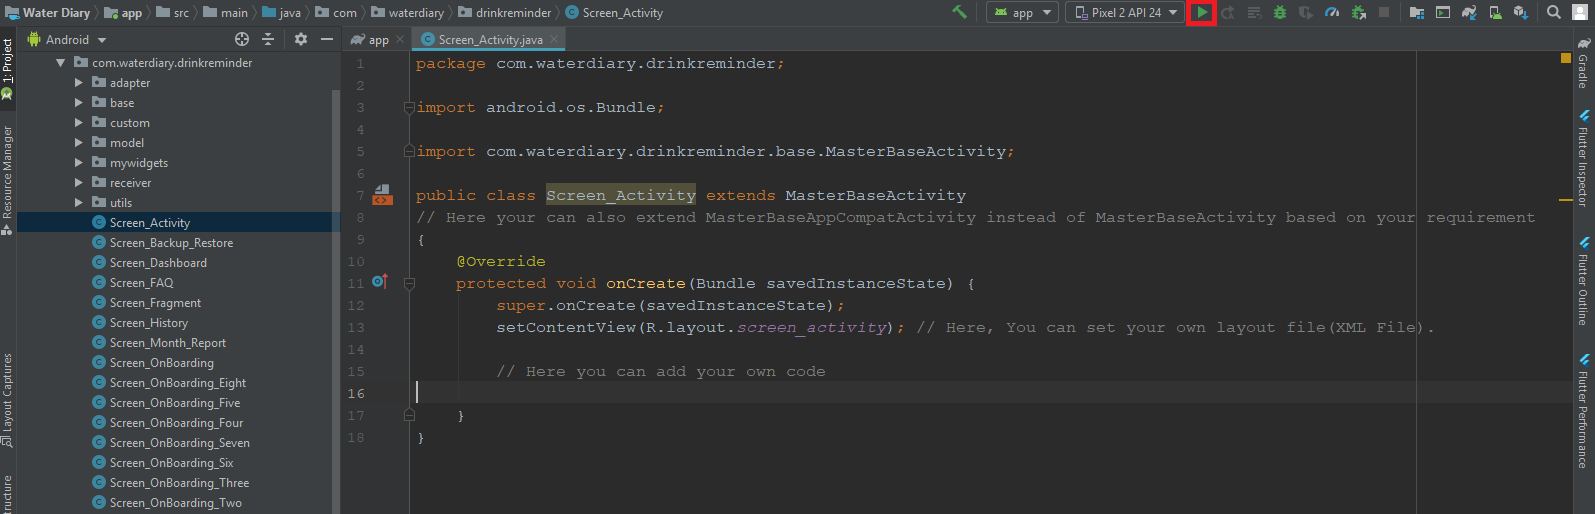 Water Diary app src main java com waterdiary drinkreminder Screen_Activity
app Pixel 2 API 24
Android
app Screen_Activity.java
1: Project
Resource Manager
Layout Captures
ructure
com.waterdiary.drinkreminder
adapter
base
custom
model
mywidgets
receiver
utils
Screen_Activity
Screen_Backup_Restore
Screen_Dashboard
Screen_FAQ
Screen_Fragment
Screen_History
Screen_Month_Report
Screen_OnBoarding
Screen_OnBoarding_Eight
Screen_OnBoarding_Five
Screen_OnBoarding_Four
Screen_OnBoarding_Seven
Screen_OnBoarding_Six
Screen_OnBoarding_Three
Screen_OnBoarding_Two
1 package com.waterdiary.drinkreminder;
2
3 import android.os.Bundle;
4
5 import com.waterdiary.drinkreminder.base.MasterBaseActivity;
6
7 public class Screen_Activity extends MasterBaseActivity
8 // Here your can also extend MasterBaseAppCompatActivity instead of MasterBaseActivity based on your requirement
9 {
10 @Override
11 protected void onCreate(Bundle savedInstanceState) {
12 super.onCreate(savedInstanceState);
13 setContentView(R.layout.screen_activity); // Here, You can set your own layout file(XML File).
14
15 // Here you can add your own code
16
17 }
18 }
Gradle
Flutter Inspector
Flutter Outline
Flutter Performance